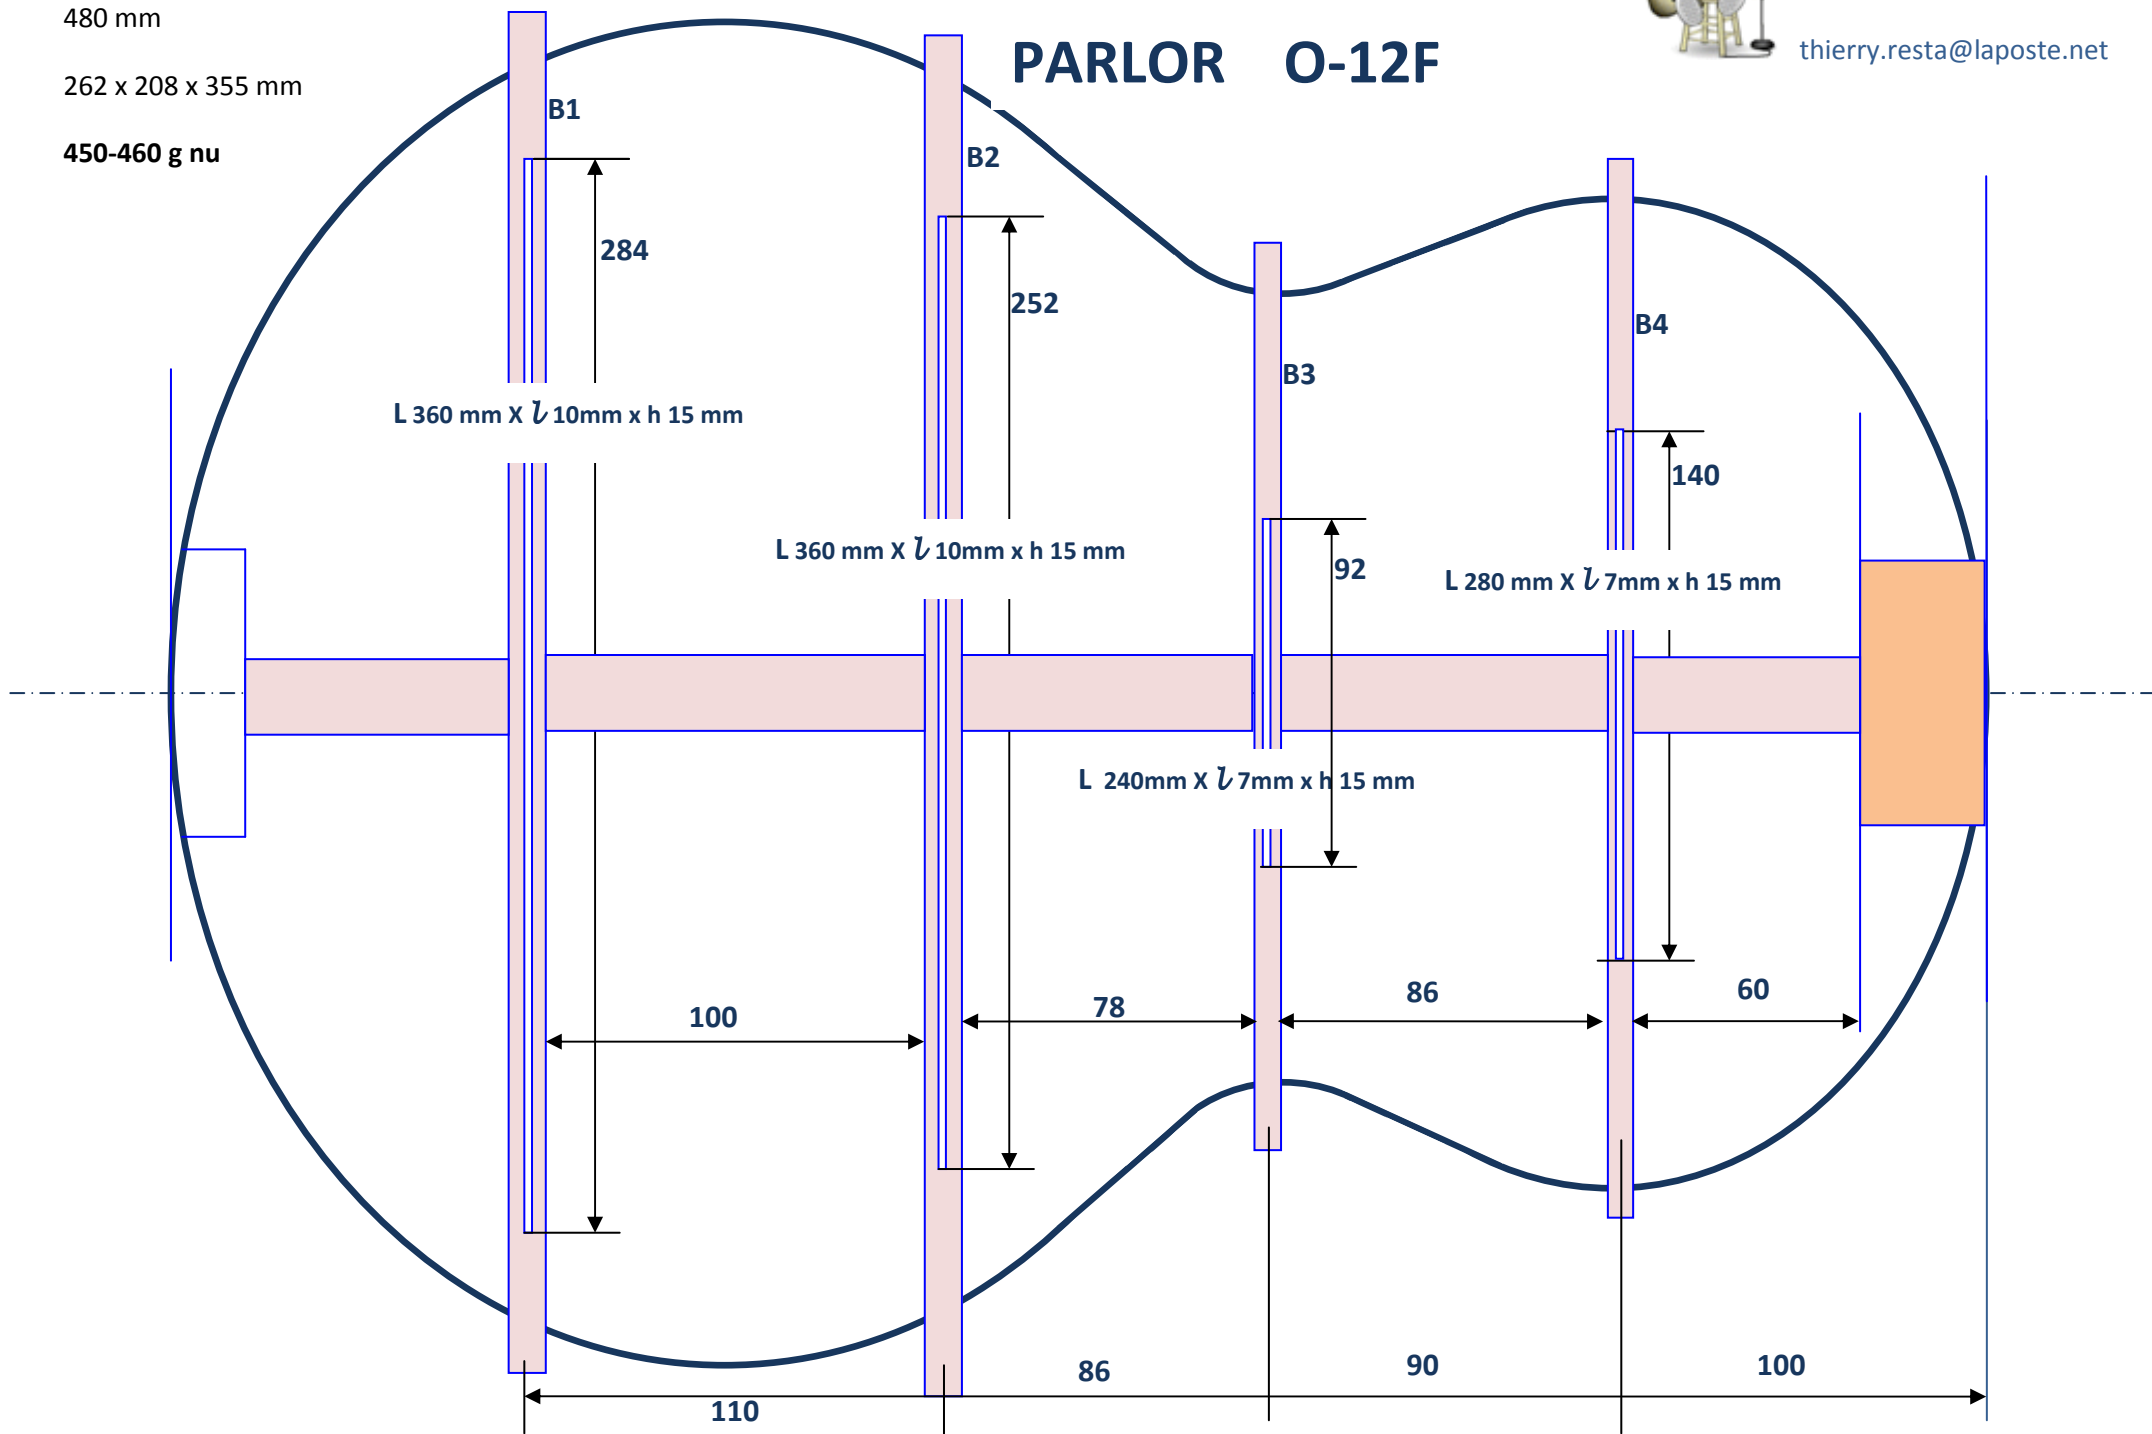 480 mm
262 x 208 x 355 mm
450-460 g nu
PARLOR O-12F
thierry.resta@laposte.net
B1
B2
284
252
B4
B3
L 360 mm X l 10mm x h 15 mm
140
L 360 mm X l 10mm x h 15 mm
92
L 280 mm X l 7mm x h 15 mm
L 240mm X l 7mm x h 15 mm
100
78
86
60
86
90
100
110